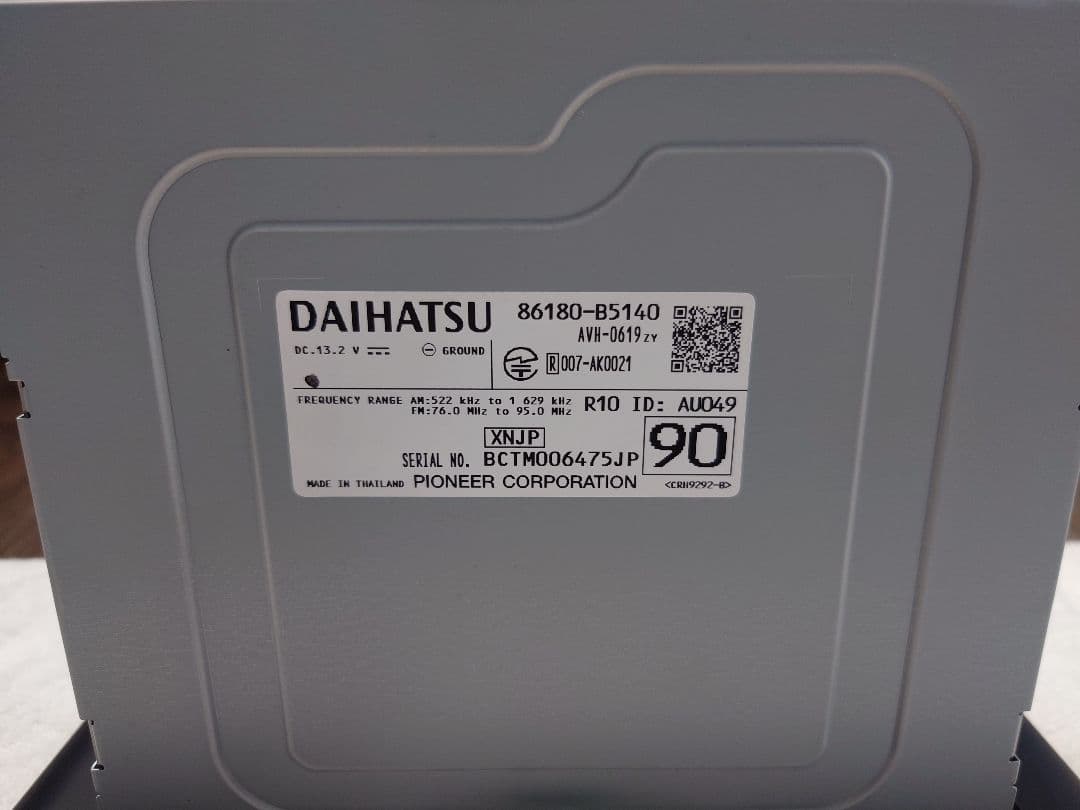 DAIHATSU 86180-B5140
AVH-0619ZY
DC.13.2 V GROUND
R 007-AK0021
FREQUENCY RANGE AM:522 kHz to 1 629 kHz
FM:76.0 MHz to 95.0 MHz
R10 ID: AU049
XNJP
90
SERIAL NO. BCTM006475JP
MADE IN THAILAND PIONEER CORPORATION <CRH9292-B>